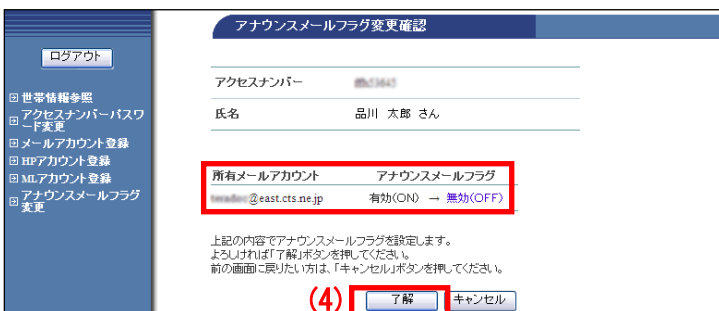 アナウンスメールフラグ変更確認
ログアウト
世帯情報参照
アクセスナンバーパスワ
ード変更
メールアカウント登録
HPアカウント登録
MLアカウント登録
アナウンスメールフラグ
変更
アクセスナンバー
氏名 品川 太郎 さん
所有メールアカウント アナウンスメールフラグ
@east.cts.ne.jp 有効(ON) → 無効(OFF)
上記の内容でアナウンスメールフラグを設定します。
よろしければ「了解」ボタンを押してください。
前の画面に戻りたい方は、「キャンセル」ボタンを押してください。
(4) 了解 キャンセル